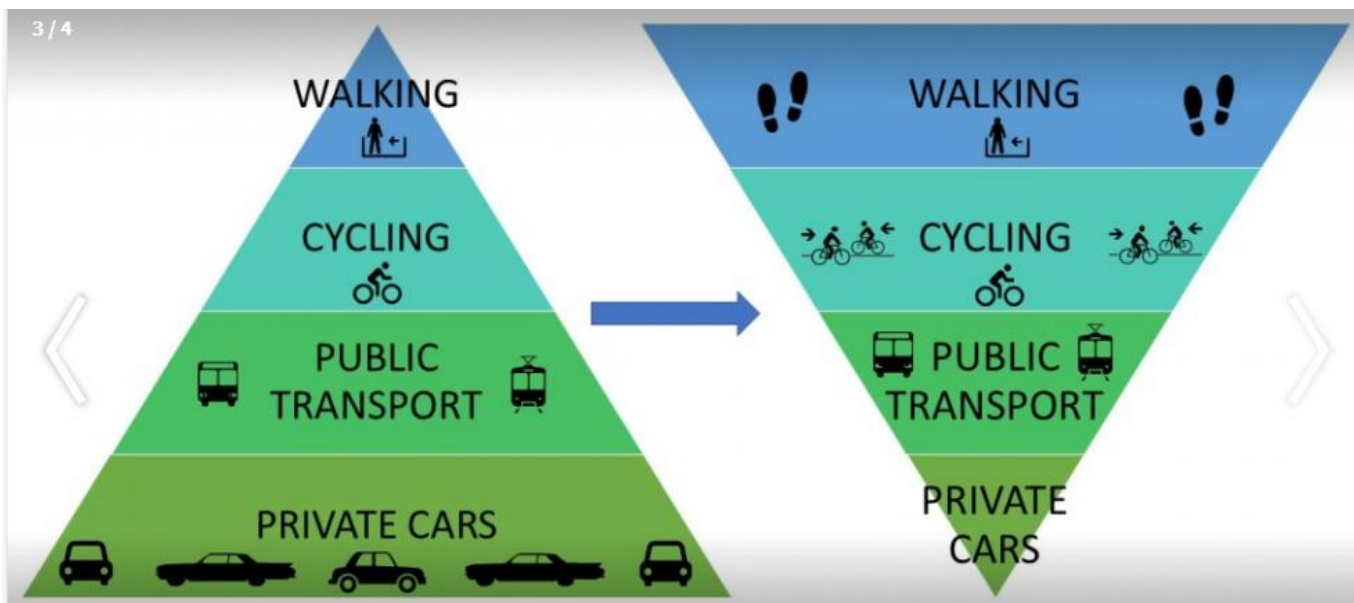 3 / 4
WALKING
CYCLING
PUBLIC
TRANSPORT
PRIVATE CARS
WALKING
CYCLING
PUBLIC
TRANSPORT
PRIVATE
CARS